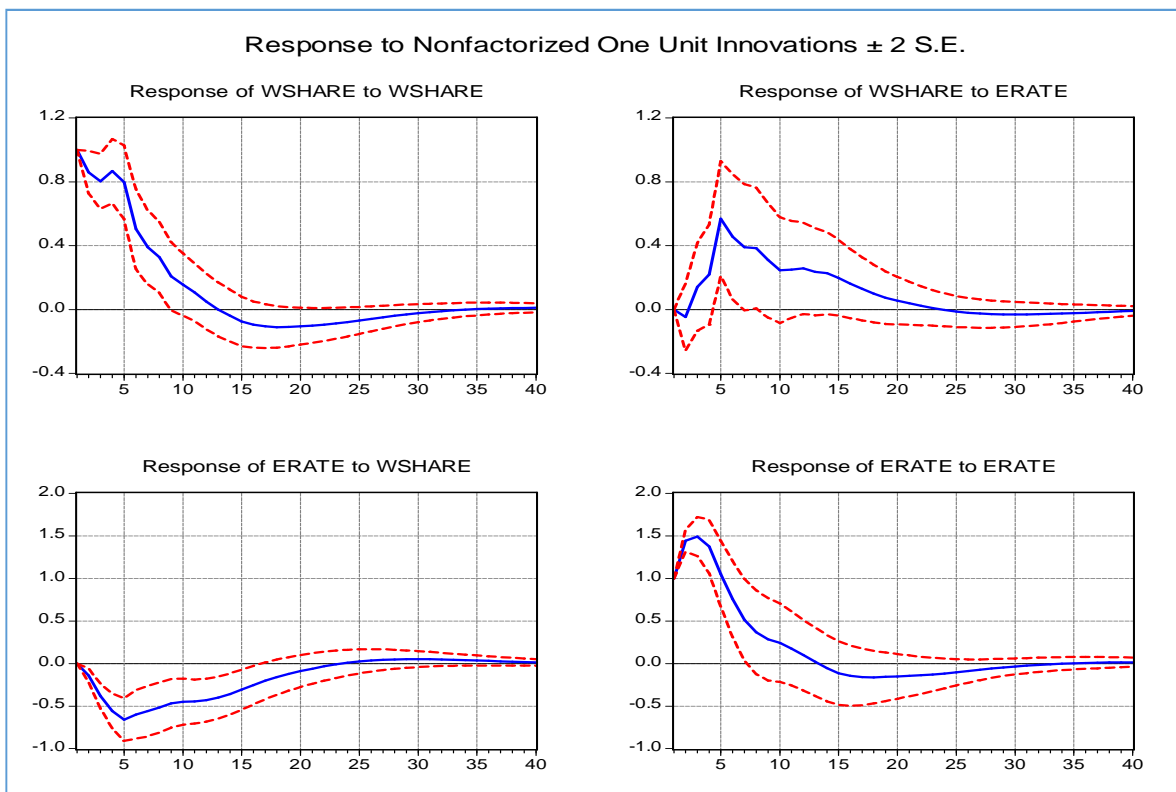 Response to Nonfactorized One Unit Innovations ± 2 S.E.
Response of WSHARE to WSHARE
1.2
0.8
0.4
0.0
-0.4
5 10 15 20 25 30 35 40
Response of WSHARE to ERATE
1.2
0.8
0.4
0.0
-0.4
5 10 15 20 25 30 35 40
Response of ERATE to WSHARE
2.0
1.5
1.0
0.5
0.0
-0.5
-1.0
5 10 15 20 25 30 35 40
Response of ERATE to ERATE
2.0
1.5
1.0
0.5
0.0
-0.5
-1.0
5 10 15 20 25 30 35 40